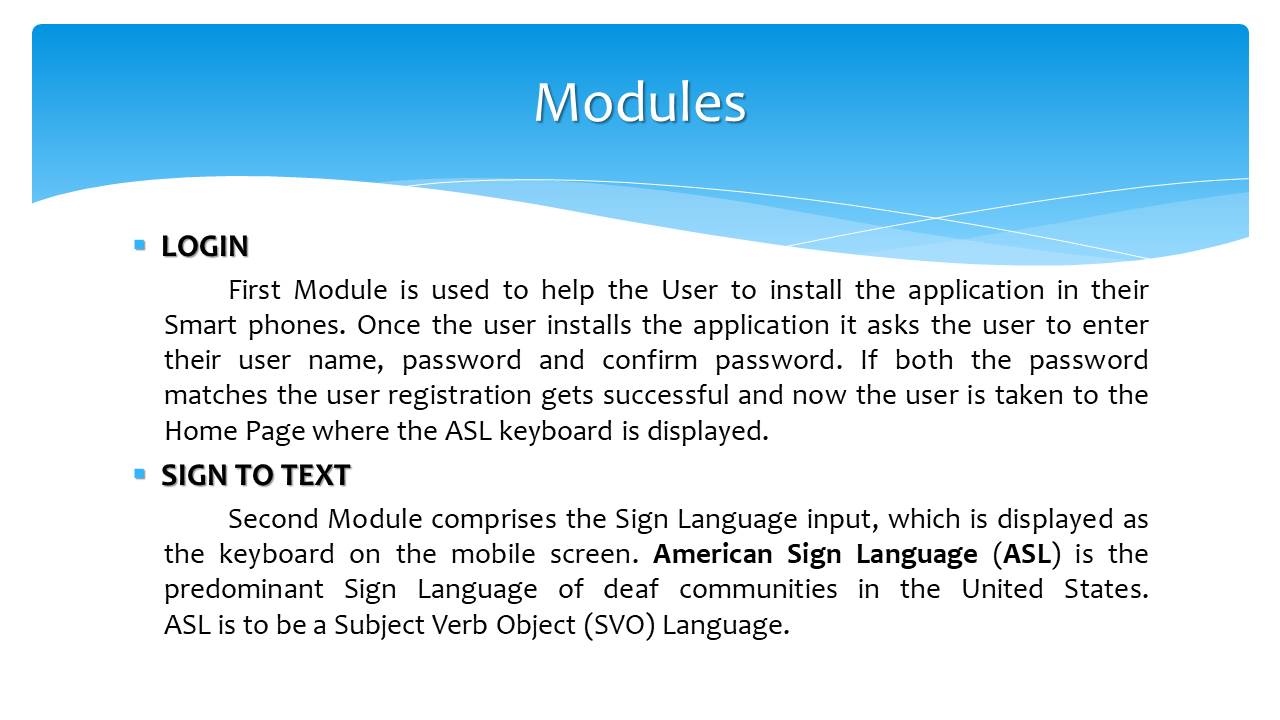 Modules
LOGIN
First Module is used to help the User to install the application in their
Smart phones. Once the user installs the application it asks the user to enter
their user name, password and confirm password. If both the password
matches the user registration gets successful and now the user is taken to the
Home Page where the ASL keyboard is displayed.
SIGN TO TEXT
Second Module comprises the Sign Language input, which is displayed as
the keyboard on the mobile screen. American Sign Language (ASL) is the
predominant Sign Language of deaf communities in the United States.
ASL is to be a Subject Verb Object (SVO) Language.